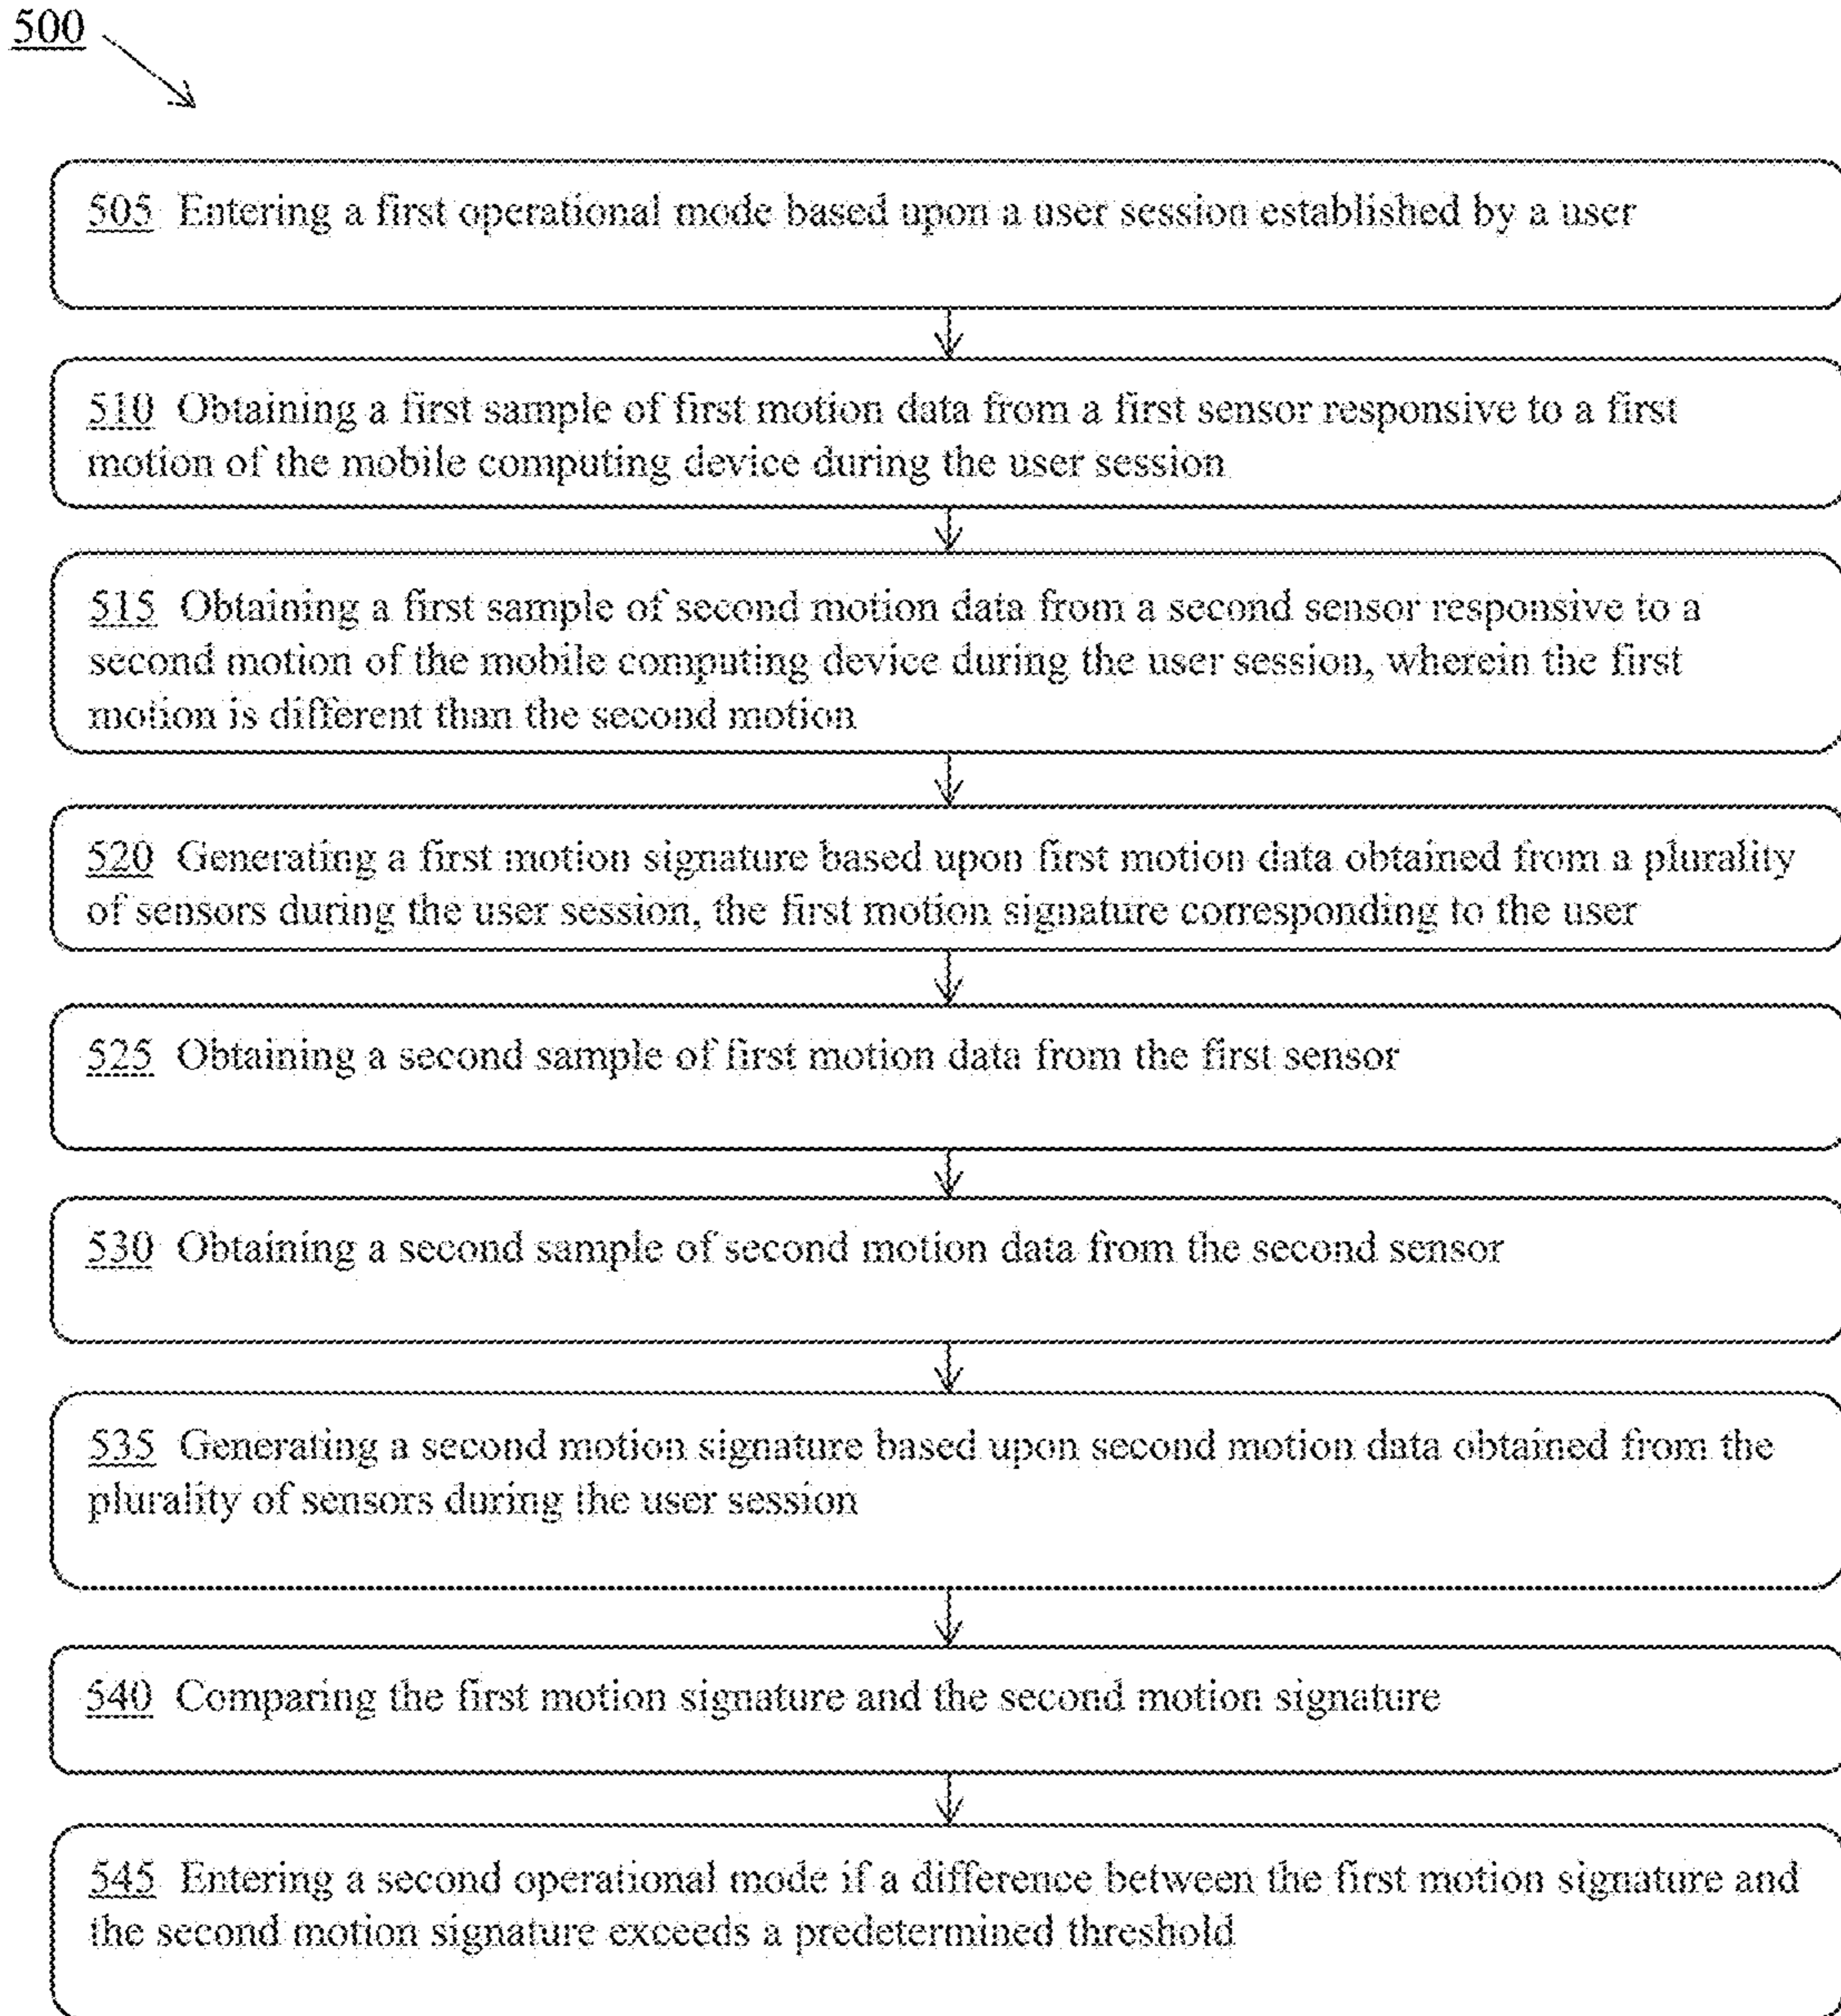 500
505 Entering a first operational mode based upon a user session established by a user
510 Obtaining a first sample of first motion data from a first sensor responsive to a first
motion of the mobile computing device during the user session
515 Obtaining a first sample of second motion data from a second sensor responsive to a
second motion of the mobile computing device during the user session, wherein the first
motion is different than the second motion
520 Generating a first motion signature based upon first motion data obtained from a plurality
of sensors during the user session, the first motion signature corresponding to the user
525 Obtaining a second sample of first motion data from the first sensor
530 Obtaining a second sample of second motion data from the second sensor
535 Generating a second motion signature based upon second motion data obtained from the
plurality of sensors during the user session
540 Comparing the first motion signature and the second motion signature
545 Entering a second operational mode if a difference between the first motion signature and
the second motion signature exceeds a predetermined threshold